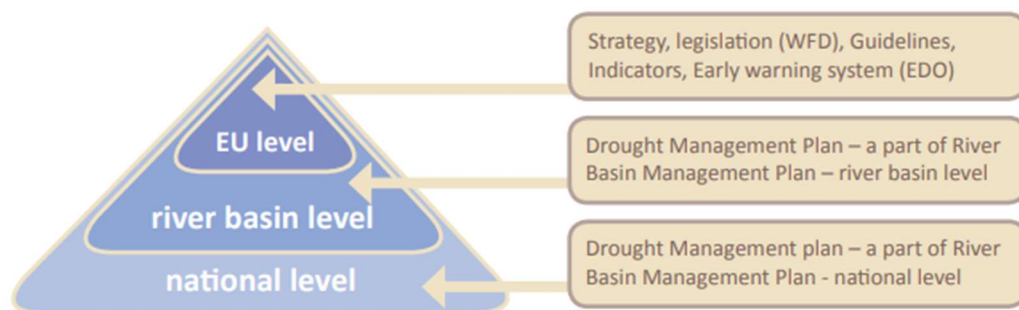 Strategy, legislation (WFD), Guidelines,
Indicators, Early warning system (EDO)
EU level
Drought Management Plan – a part of River
Basin Management Plan – river basin level
river basin level
Drought Management plan – a part of River
Basin Management Plan - national level
national level